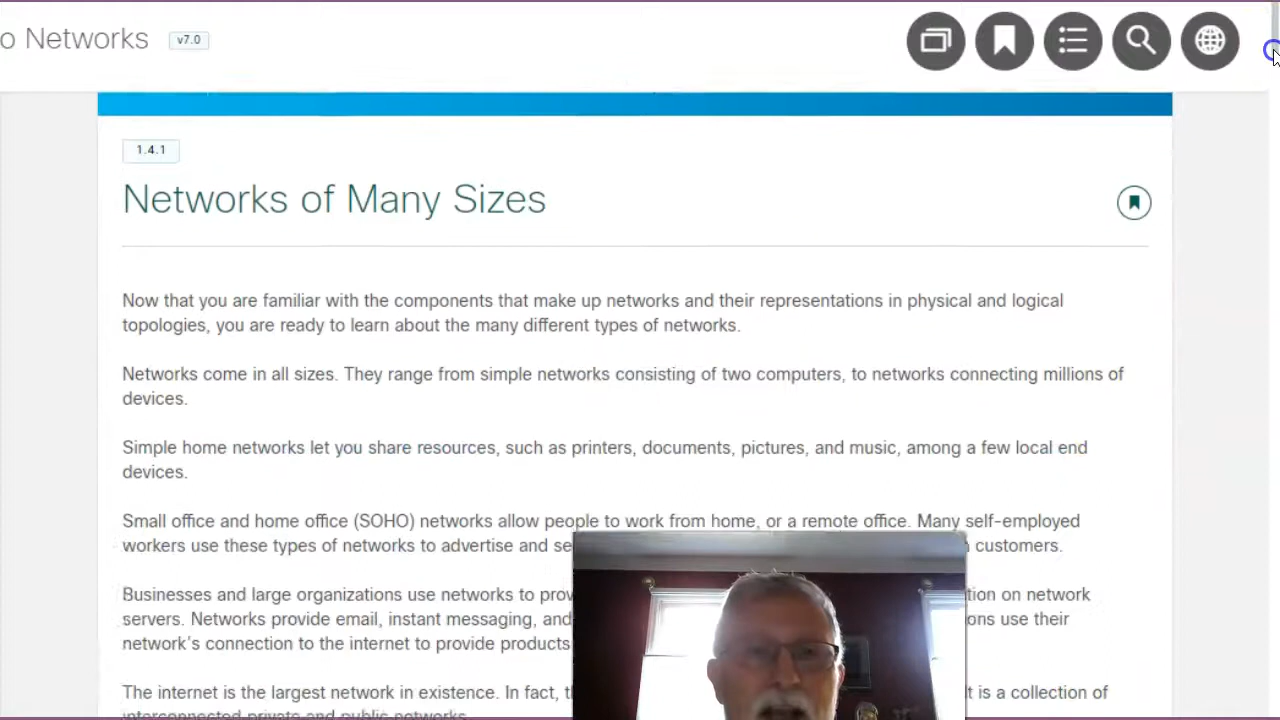 o Networks v7.0
1.4.1
Networks of Many Sizes
Now that you are familiar with the components that make up networks and their representations in physical and logical
topologies, you are ready to learn about the many different types of networks.
Networks come in all sizes. They range from simple networks consisting of two computers, to networks connecting millions of
devices.
Simple home networks let you share resources, such as printers, documents, pictures, and music, among a few local end
devices.
Small office and home office (SOHO) networks allow people to work from home, or a remote office. Many self-employed
workers use these types of networks to advertise and se customers.
Businesses and large organizations use networks to prov tion on network
servers. Networks provide email, instant messaging, and ons use their
network's connection to the internet to provide products
The internet is the largest network in existence. In fact, t t is a collection of
interconnected private and public networks.